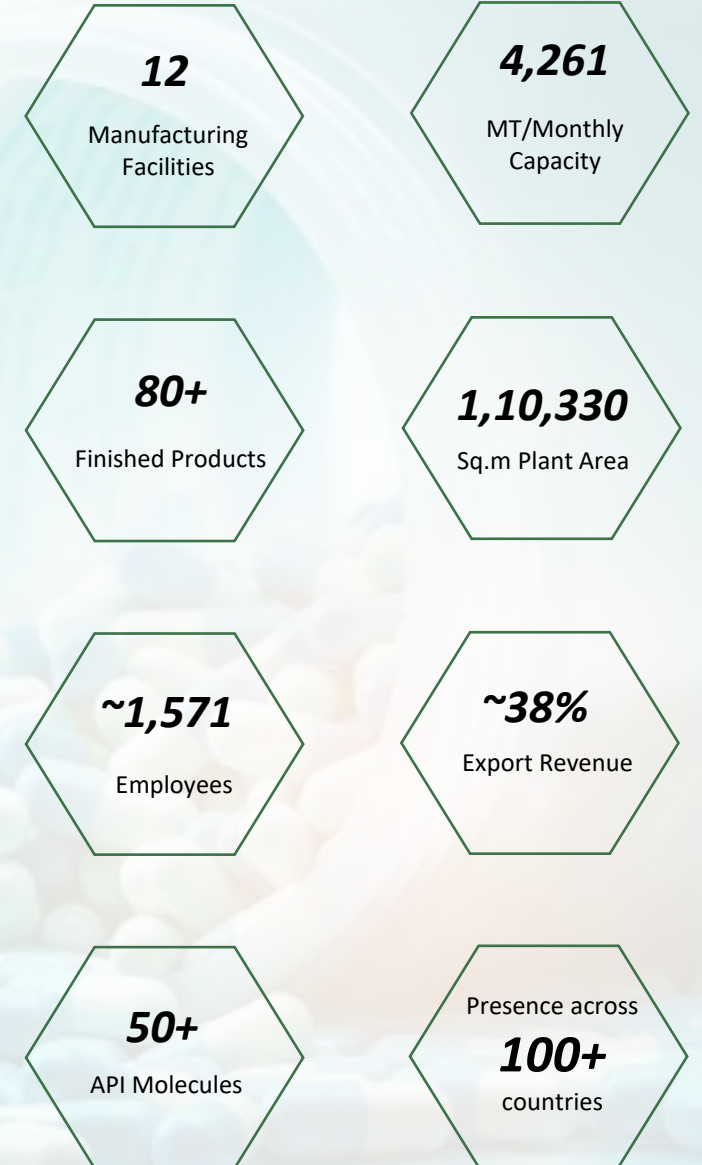 12
Manufacturing
Facilities
4,261
MT/Monthly
Capacity
80+
Finished Products
1,10,330
Sq.m Plant Area
~1,571
Employees
~38%
Export Revenue
50+
API Molecules
Presence across
100+
countries